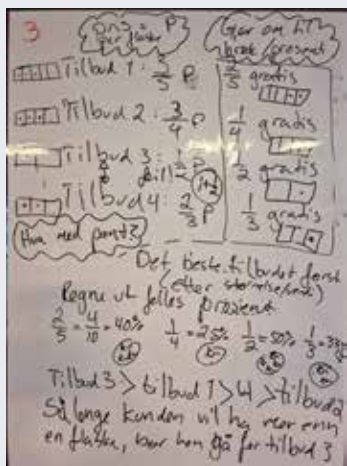 3
Pris = P
Per flaske
Gjør om til
brøk / prosent
Tilbud 1: 3/5 P
2/5 gratis
Tilbud 2: 3/4 P
1/4 gratis
Tilbud 3: 1/2 P
1/2 gratis
Tilbud 4: 2/3 P
1/3 gratis
Hva med pant?
Det beste tilbudet først
Regne ut felles prosent
2/5 = 4/10 = 40% 1/4 = 25% 1/2 = 50% 1/3 = 33%
Tilbud 3 > tilbud 1 > 4 > tilbud 2
Så lenge kunden vil ha mer enn
en flaske, bør hen gå for tilbud 3